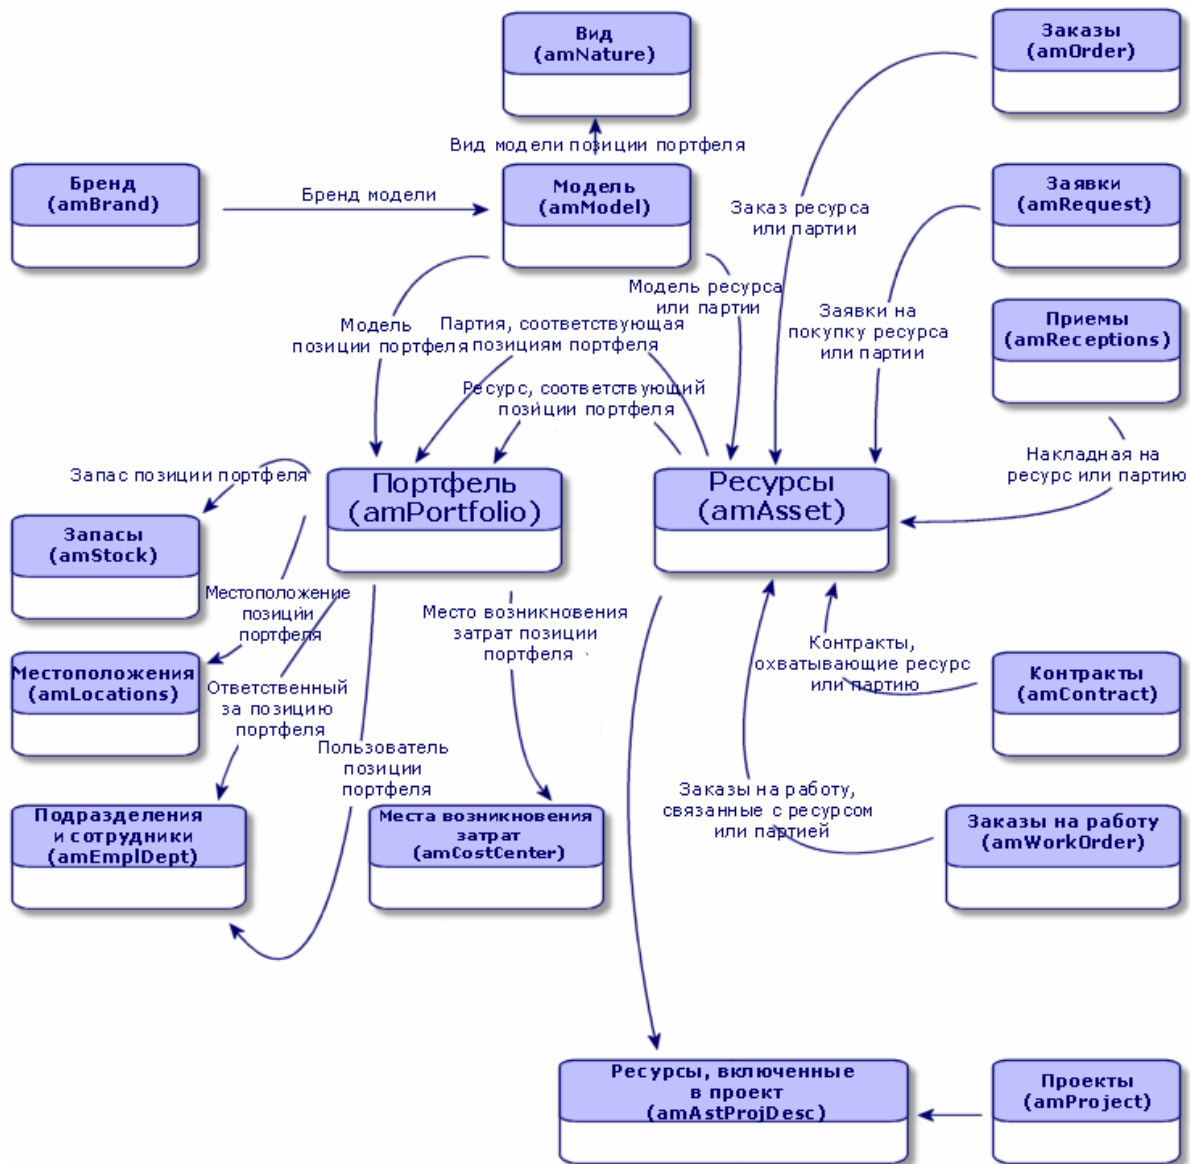 Вид
(amNature)
Заказы
(amOrder)
Вид модели позиции портфеля
Бренд
(amBrand)
Бренд модели
Модель
(amModel)
Заказ ресурса
или партии
Заявки
(amRequest)
Модель
позиции портфеля
Партия, соответствующая
позициям портфеля
Модель ресурса
или партии
Заявки на
покупку ресурса
или партии
Приемы
(amReceptions)
Ресурс, соответствующий
позиции портфеля
Запас позиции портфеля
Портфель
(amPortfolio)
Ресурсы
(amAsset)
Накладная на
ресурс или партию
Запасы
(amStock)
Местоположение
позиции
портфеля
Место возникновения
затрат позиции
портфеля
Контракты,
охватывающие ресурс
или партию
Местоположения
(amLocations)
Ответственный
за позицию
портфеля
Контракты
(amContract)
Пользователь
позиции
портфеля
Заказы на работу,
связанные с ресурсом
или партией
Подразделения
и сотрудники
(amEmplDept)
Места возникновения
затрат
(amCostCenter)
Заказы на работу
(amWorkOrder)
Ресурсы, включенные
в проект
(amAstProjDesc)
Проекты
(amProject)